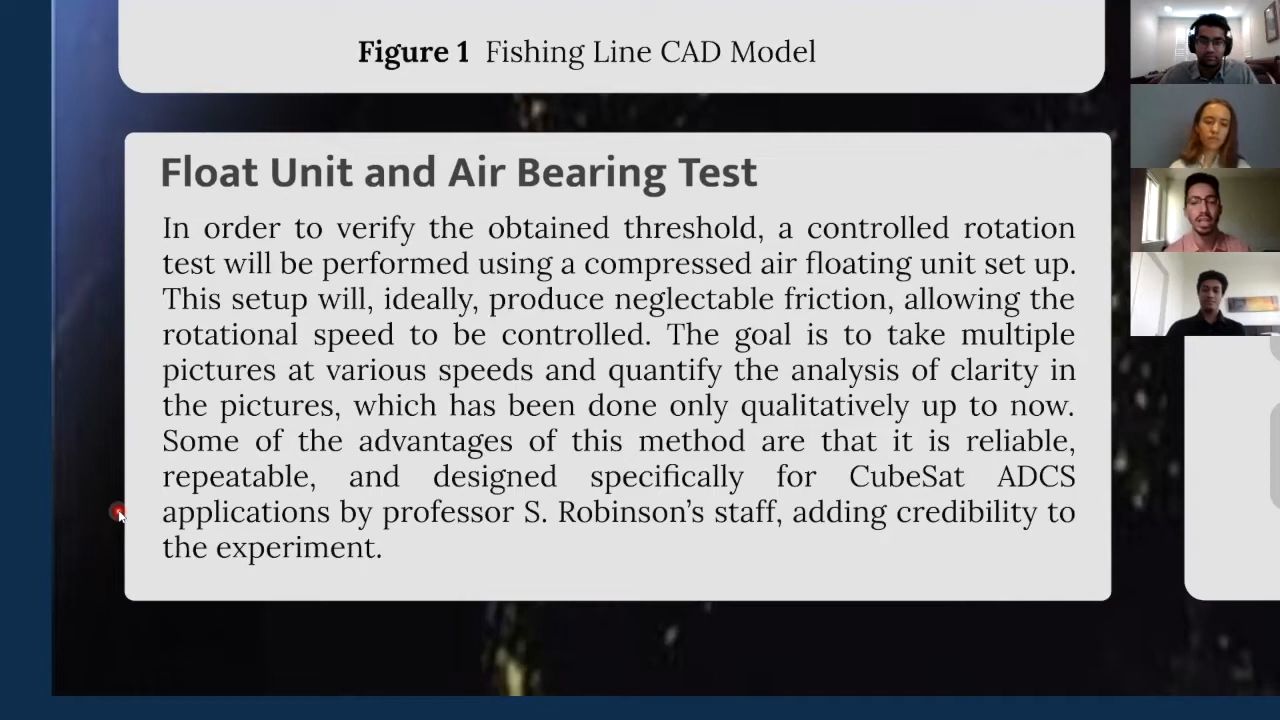 Figure 1 Fishing Line CAD Model
Float Unit and Air Bearing Test
In order to verify the obtained threshold, a controlled rotation
test will be performed using a compressed air floating unit set up.
This setup will, ideally, produce neglectable friction, allowing the
rotational speed to be controlled. The goal is to take multiple
pictures at various speeds and quantify the analysis of clarity in
the pictures, which has been done only qualitatively up to now.
Some of the advantages of this method are that it is reliable,
repeatable, and designed specifically for CubeSat ADCS
applications by professor S. Robinson’s staff, adding credibility to
the experiment.